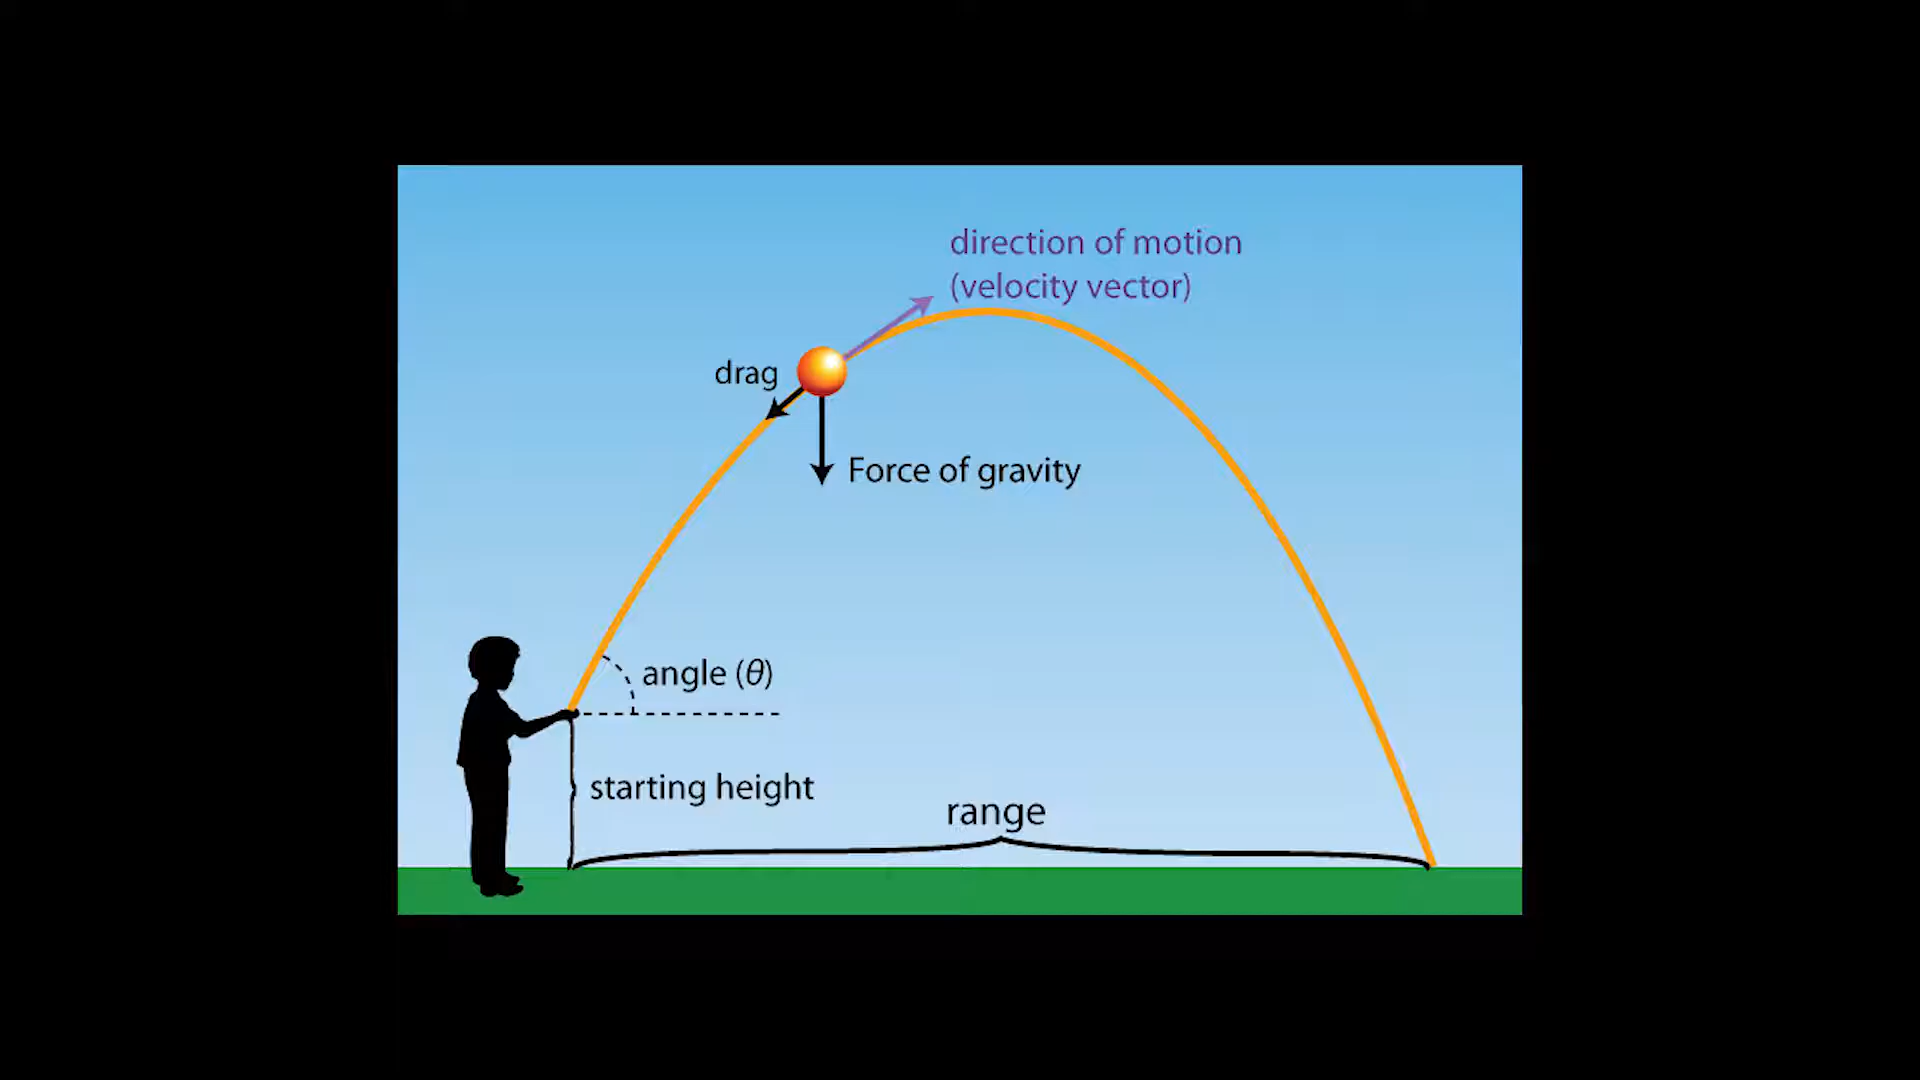 direction of motion
(velocity vector)
drag
Force of gravity
angle (θ)
starting height
range